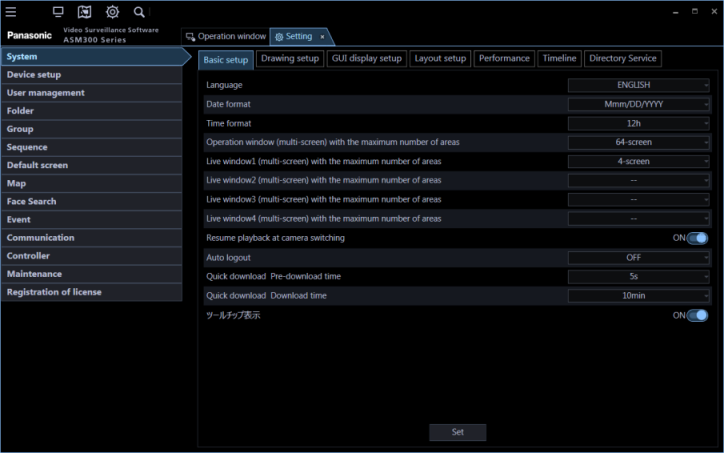 Panasonic
Video Surveillance Software
ASM300 Series
Operation window
Setting ×
System
Device setup
User management
Folder
Group
Sequence
Default screen
Map
Face Search
Event
Communication
Controller
Maintenance
Registration of license
Basic setup
Drawing setup
GUI display setup
Layout setup
Performance
Timeline
Directory Service
Language ENGLISH
Date format Mmm/DD/YYYY
Time format 12h
Operation window (multi-screen) with the maximum number of areas 64-screen
Live window1 (multi-screen) with the maximum number of areas 4-screen
Live window2 (multi-screen) with the maximum number of areas --
Live window3 (multi-screen) with the maximum number of areas --
Live window4 (multi-screen) with the maximum number of areas --
Resume playback at camera switching ON
Auto logout OFF
Quick download Pre-download time 5s
Quick download Download time 10min
ツールチップ表示 ON
Set